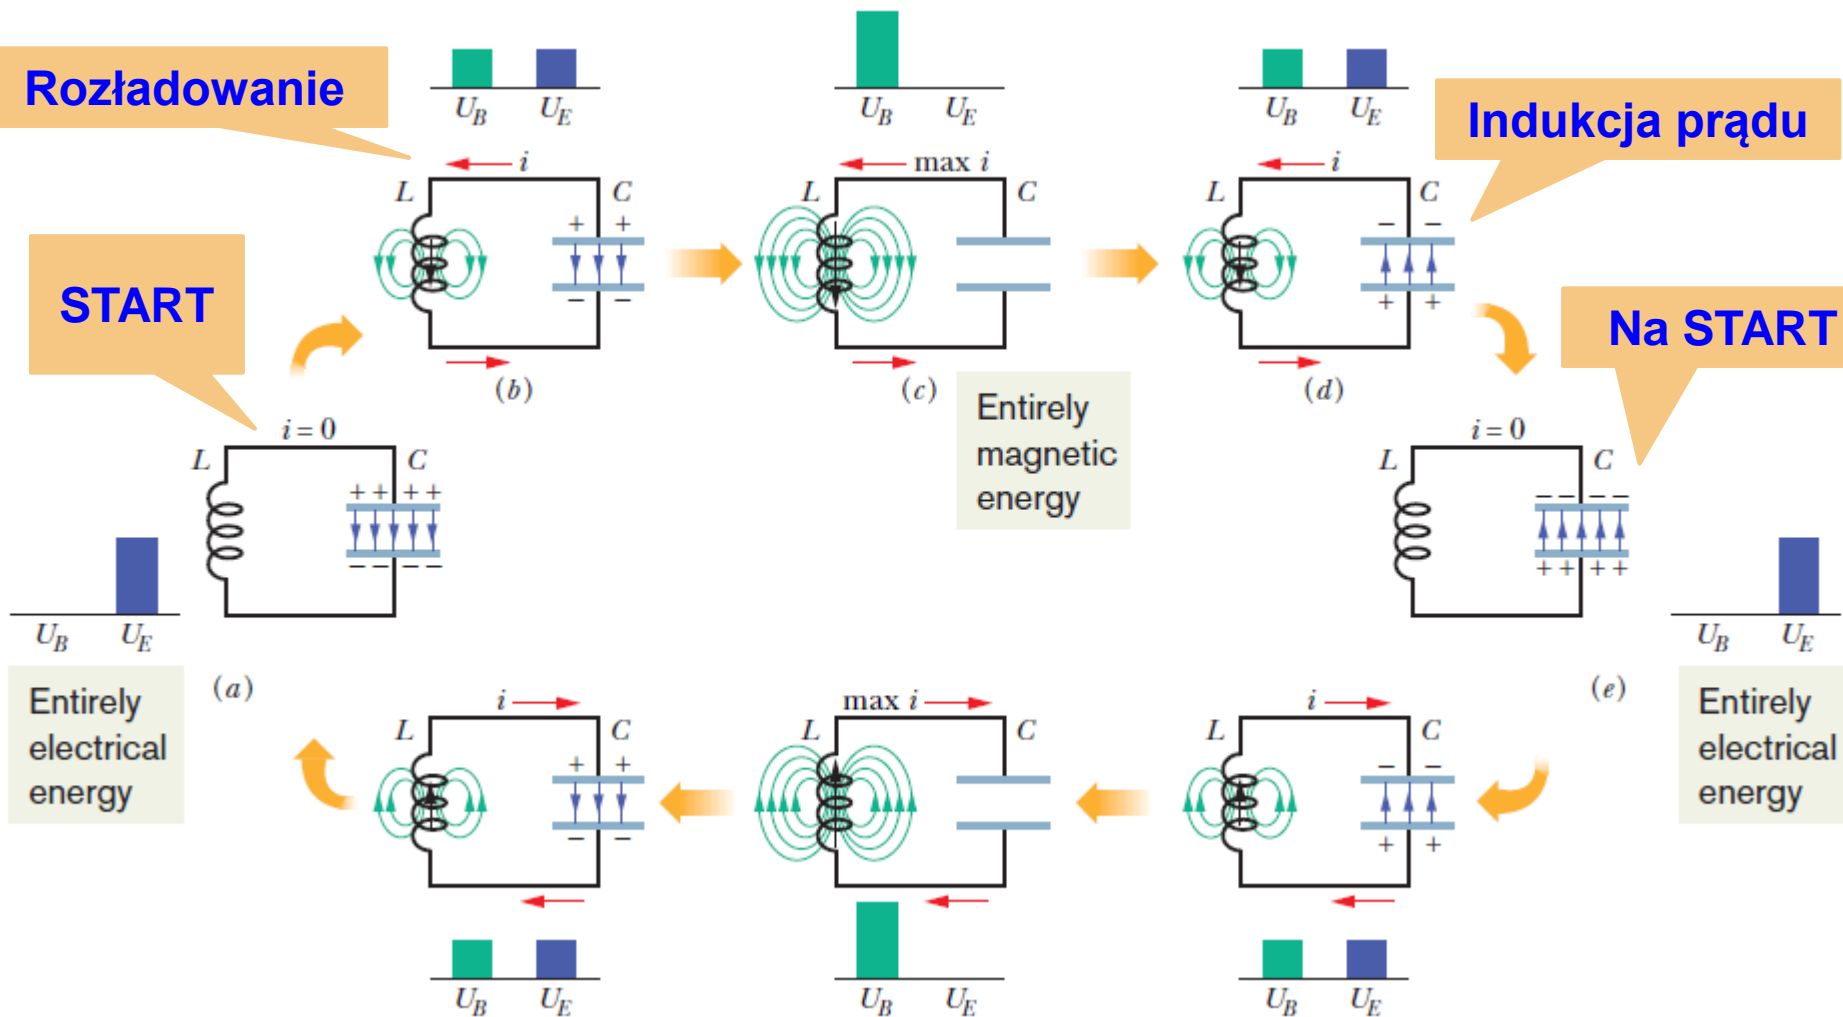 Rozładowanie
U_B U_E
U_B U_E
U_B U_E
Indukcja prądu
i
L C
+ +
− −
(b)
max i
L C
(c)
Entirely
magnetic
energy
i
L C
− −
+ +
(d)
START
Na START
i = 0
L C
+ + + +
− − − −
U_B U_E
Entirely
electrical
energy
(a)
i = 0
L C
− − − −
+ + + +
U_B U_E
(e)
Entirely
electrical
energy
i
L C
+ +
− −
U_B U_E
max i
L C
U_B U_E
i
L C
− −
+ +
U_B U_E